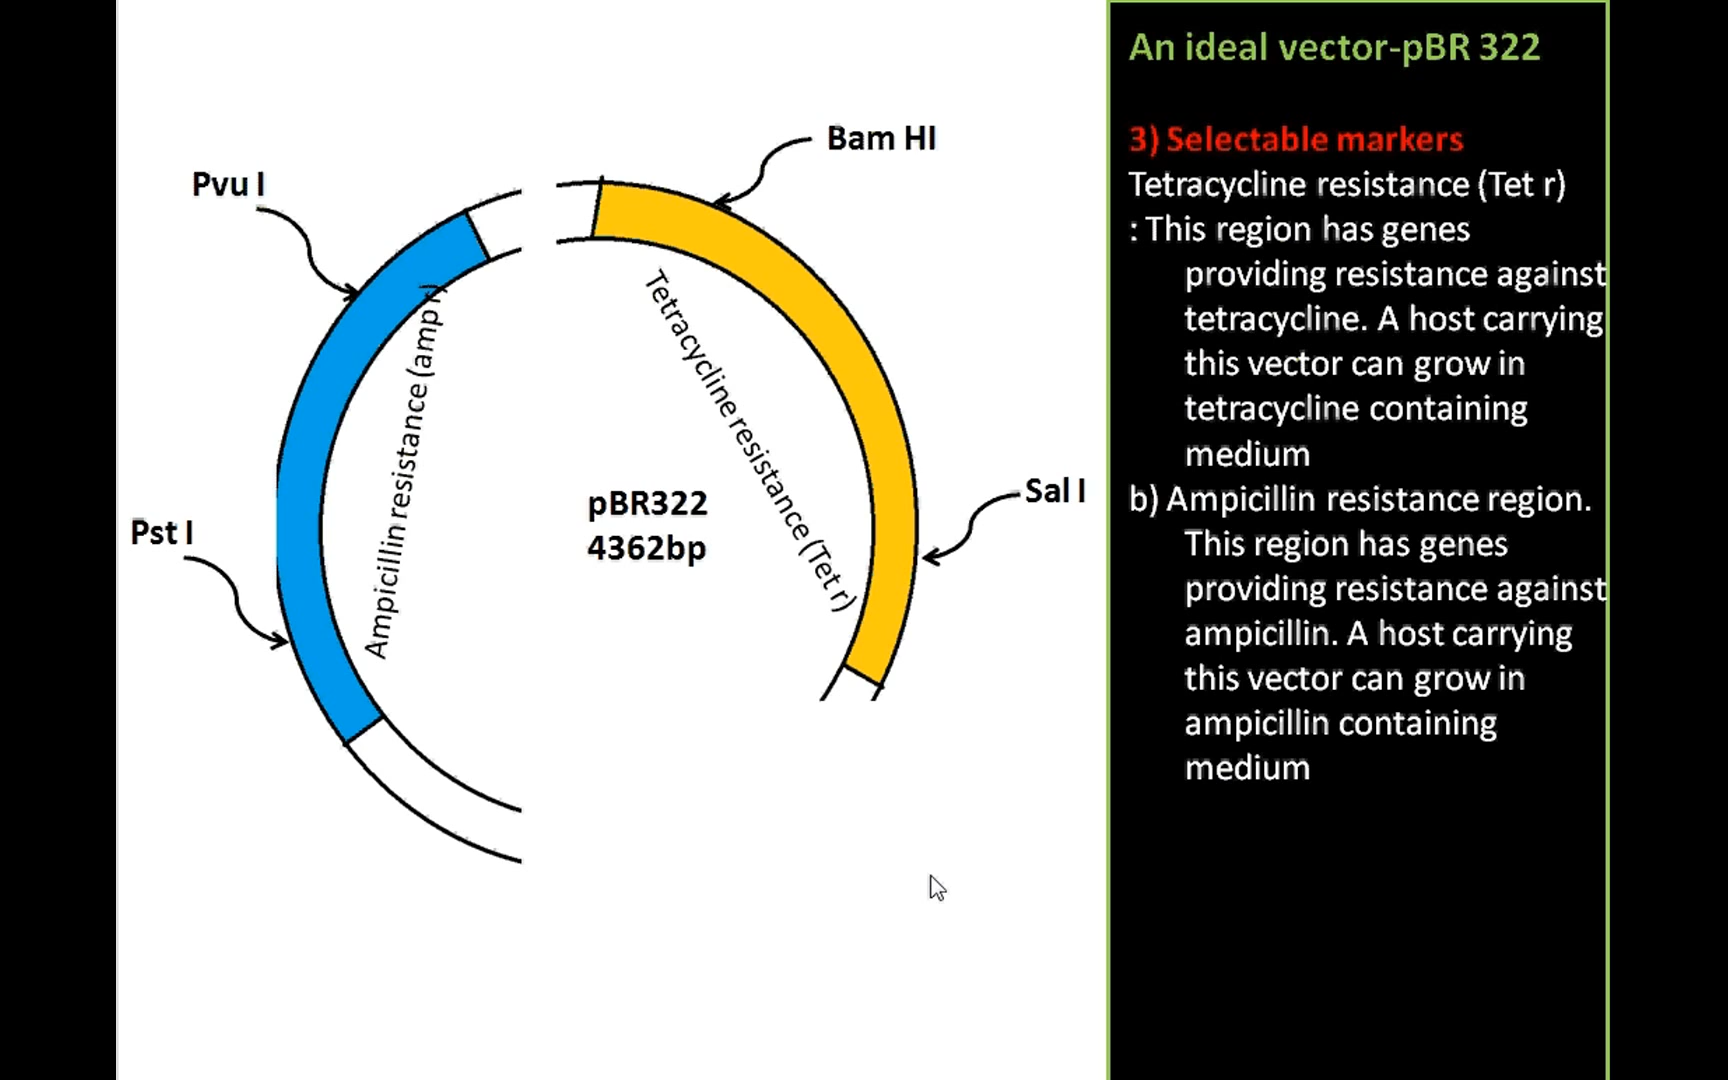 An ideal vector-pBR 322
3) Selectable markers
Tetracycline resistance (Tet r)
: This region has genes
providing resistance against
tetracycline. A host carrying
this vector can grow in
tetracycline containing
medium
b) Ampicillin resistance region.
This region has genes
providing resistance against
ampicillin. A host carrying
this vector can grow in
ampicillin containing
medium
Bam HI
Pvu I
Pst I
Sal I
Ampicillin resistance (amp r)
Tetracycline resistance (Tet r)
pBR322
4362bp